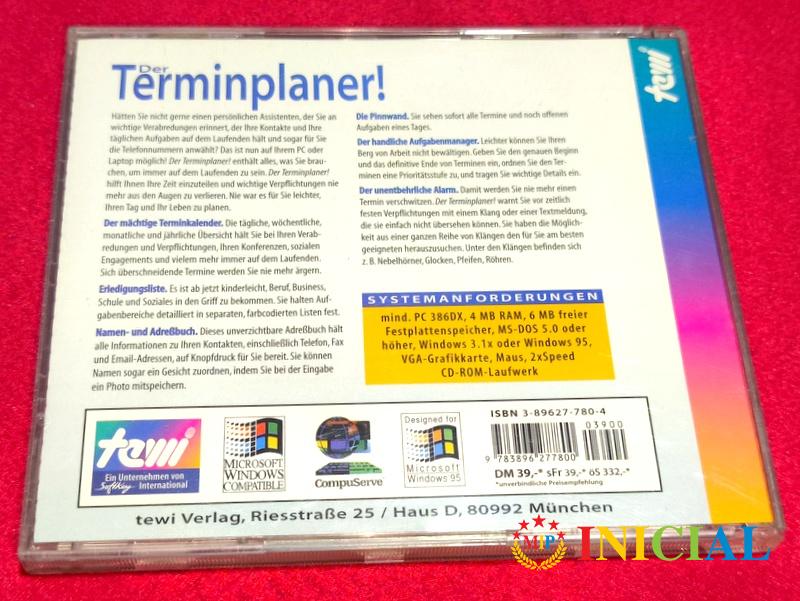 Der
Terminplaner!
Hätten Sie nicht gerne einen persönlichen Assistenten, der Sie an
wichtige Verabredungen erinnert, der Ihre Kontakte und Ihre
täglichen Aufgaben auf dem Laufenden hält und sogar für Sie
die Telefonnummern anwählt? Das ist nun auf Ihrem PC oder
Laptop möglich! Der Terminplaner! enthält alles, was Sie brau-
chen, um immer auf dem Laufenden zu sein. Der Terminplaner!
hilft Ihnen Ihre Zeit einzuteilen und wichtige Verpflichtungen nie
mehr aus den Augen zu verlieren. Nie war es für Sie leichter,
Ihren Tag und Ihr Leben zu planen.
Der mächtige Terminkalender. Die tägliche, wöchentliche,
monatliche und jährliche Übersicht hält Sie bei Ihren Verab-
redungen und Verpflichtungen, Ihren Konferenzen, sozialen
Engagements und vielem mehr immer auf dem Laufenden.
Sich überschneidende Termine werden Sie nie mehr ärgern.
Erledigungsliste. Es ist ab jetzt kinderleicht, Beruf, Business,
Schule und Soziales in den Griff zu bekommen. Sie halten Auf-
gabenbereiche detailliert in separaten, farbcodierten Listen fest.
Namen- und Adreßbuch. Dieses unverzichtbare Adreßbuch hält
alle Informationen zu Ihren Kontakten, einschließlich Telefon, Fax
und Email-Adressen, auf Knopfdruck für Sie bereit. Sie können
Namen sogar ein Gesicht zuordnen, indem Sie bei der Eingabe
ein Photo mitspeichern.
Die Pinnwand. Sie sehen sofort alle Termine und noch offenen
Aufgaben eines Tages.
Der handliche Aufgabenmanager. Leichter können Sie Ihren
Berg von Arbeit nicht bewältigen. Geben Sie den genauen Beginn
und das definitive Ende von Terminen ein, ordnen Sie den Ter-
minen eine Prioritätsstufe zu, und tragen Sie wichtige Details ein.
Der unentbehrliche Alarm. Damit werden Sie nie mehr einen
Termin verschwitzen. Der Terminplaner! warnt Sie vor zeitlich
festen Verpflichtungen mit einem Klang oder einer Textmeldung,
die sie einfach nicht übersehen können. Sie haben die Möglich-
keit aus einer ganzen Reihe von Klängen den für Sie am besten
geeigneten herauszusuchen. Unter den Klängen befinden sich
z. B. Nebelhörner, Glocken, Pfeifen, Röhren.
SYSTEMANFORDERUNGEN
mind. PC 386DX, 4 MB RAM, 6 MB freier
Festplattenspeicher, MS-DOS 5.0 oder
höher, Windows 3.1x oder Windows 95,
VGA-Grafikkarte, Maus, 2xSpeed
CD-ROM-Laufwerk
tewi
tewi
Ein Unternehmen von
SoftKey International
MICROSOFT
WINDOWS
COMPATIBLE
CompuServe
Designed for
Microsoft
Windows 95
ISBN 3-89627-780-4
03900
9 783896 277800
DM 39,-* sFr 39,-* öS 332,-*
*unverbindliche Preisempfehlung
tewi Verlag, Riesstraße 25 / Haus D, 80992 München
MP INICIAL